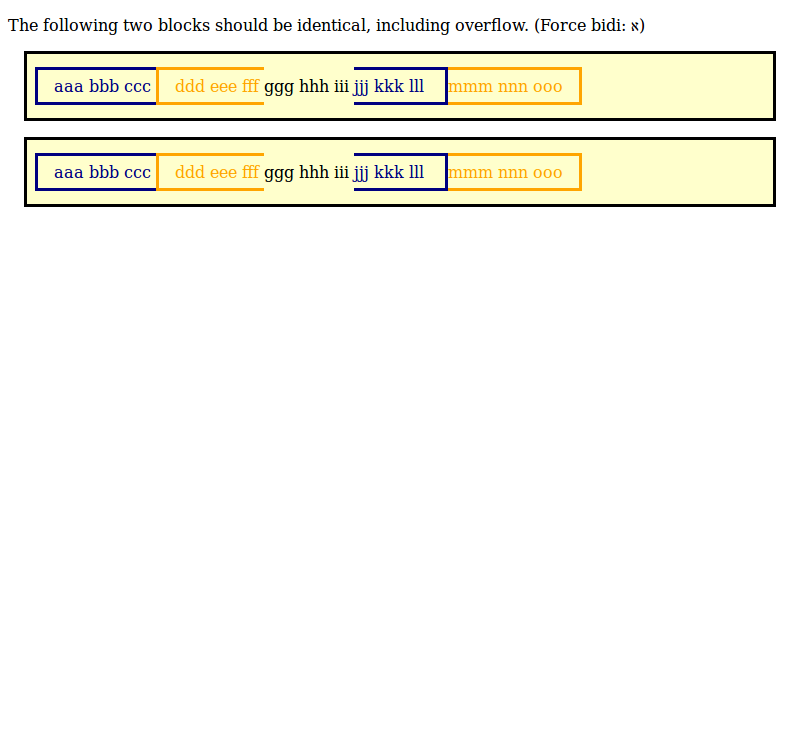 The following two blocks should be identical, including overflow. (Force bidi: א)
aaa bbb ccc ddd eee fff ggg hhh iii jjj kkk lll mmm nnn ooo
aaa bbb ccc ddd eee fff ggg hhh iii jjj kkk lll mmm nnn ooo